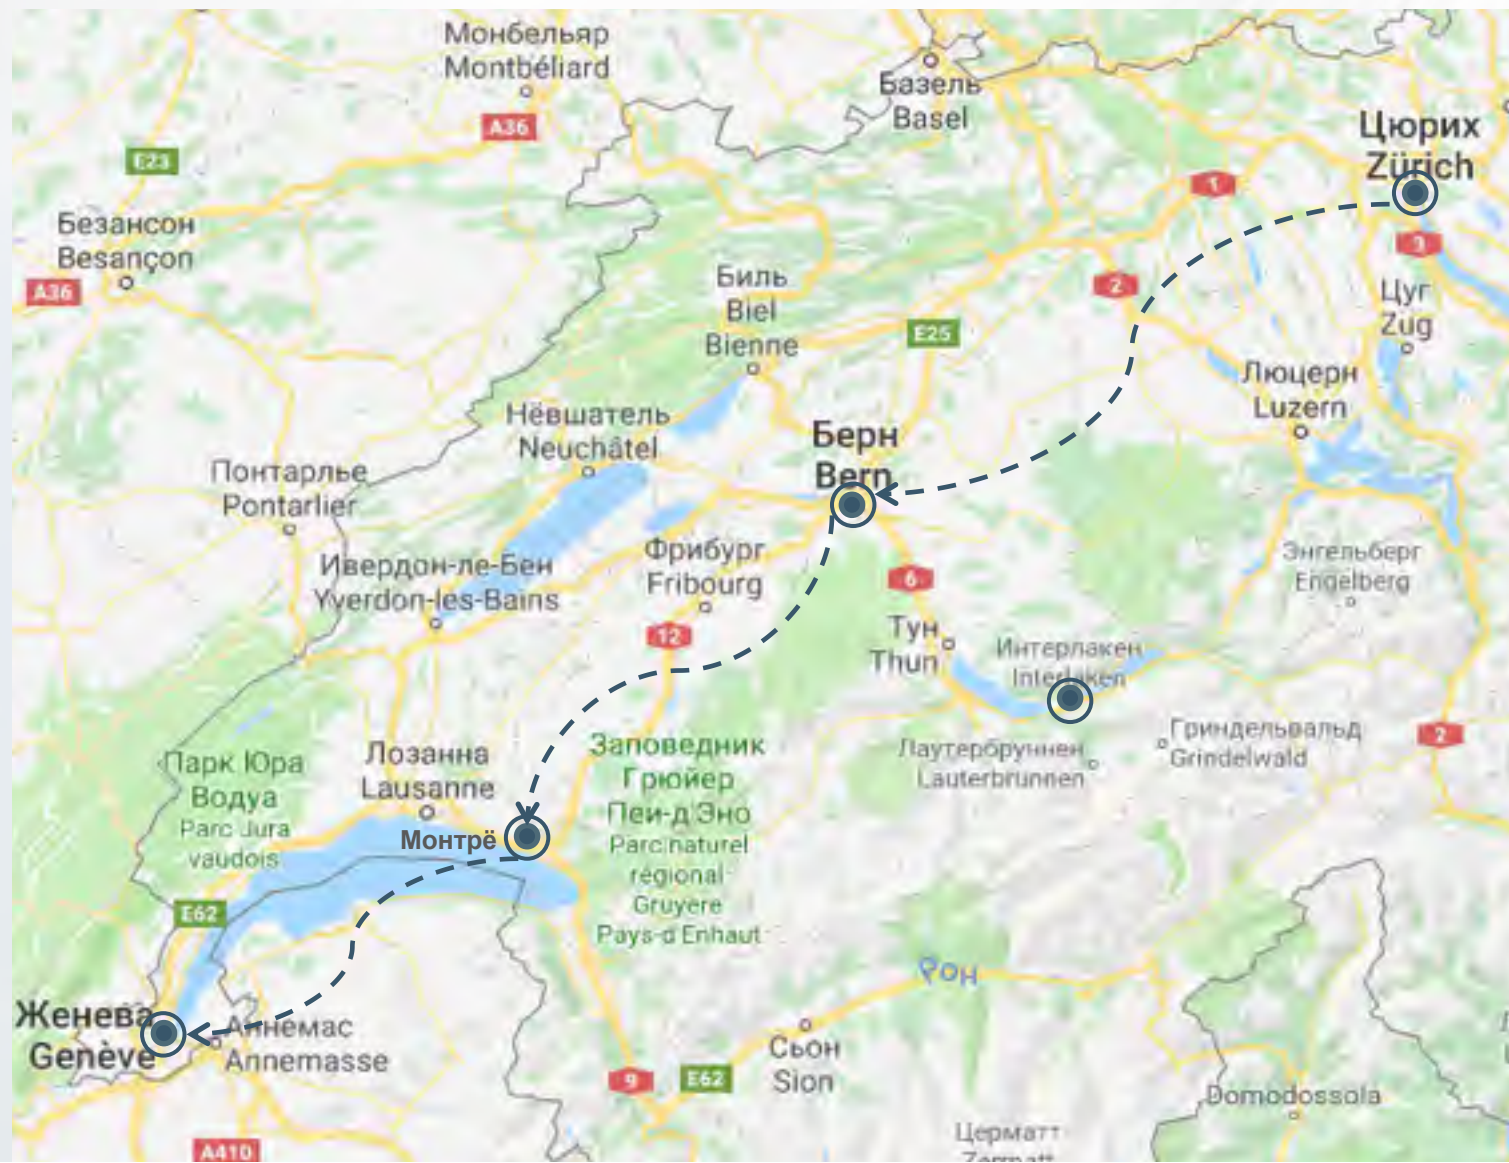 Монбельяр
Montbéliard
Базель
Basel
A36
Цюрих
Zürich
E23
1
Безансон
Besançon
3
A36
2
Биль
Biel
Bienne
Цуг
Zug
E25
Люцерн
Luzern
Нёвшатель
Neuchâtel
Берн
Bern
Понтарлье
Pontarlier
Ивердон-ле-Бен
Yverdon-les-Bains
Фрибург
Fribourg
6
Энгельберг
Engelberg
12
Тун
Thun
Интерлакен
Interlaken
Гриндельвальд
Grindelwald
2
Лаутербруннен
Lauterbrunnen
Лозанна
Lausanne
Заповедник
Грюйер
Пеи-д'Эно
Parc naturel
régional
Gruyère
Pays-d'Enhaut
Парк Юра
Водуа
Parc Jura
vaudois
Монтрё
E62
Рон
Женева
Genève
Аннемас
Annemasse
Сьон
Sion
9
E62
Domodossola
A410
Церматт
Zermatt